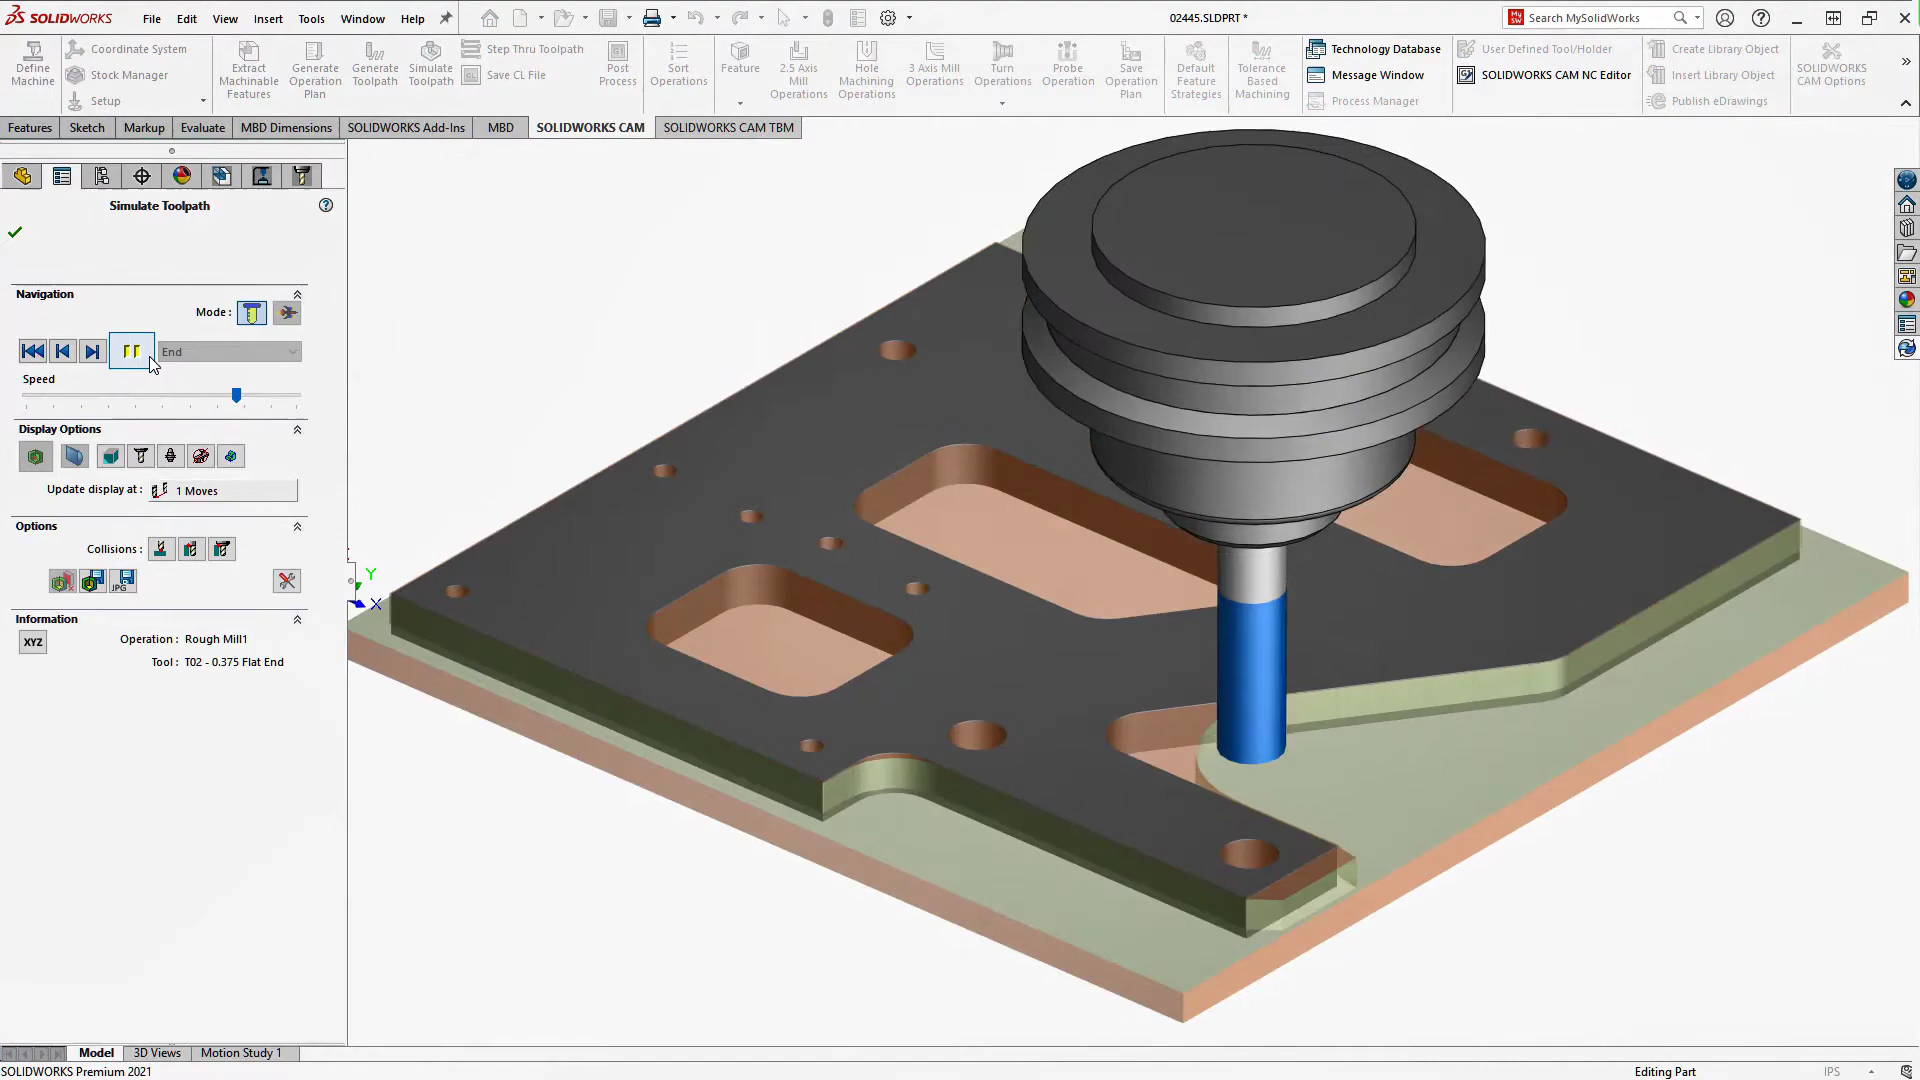 SOLIDWORKS
File Edit View Insert Tools Window Help
02445.SLDPRT *
Search MySolidWorks
Define Machine
Coordinate System
Stock Manager
Setup
Extract Machinable Features
Generate Operation Plan
Generate Toolpath
Simulate Toolpath
Step Thru Toolpath
Save CL File
Post Process
Sort Operations
Feature
2.5 Axis Mill Operations
Hole Machining Operations
3 Axis Mill Operations
Turn Operations
Probe Operation
Save Operation Plan
Default Feature Strategies
Tolerance Based Machining
Technology Database
Message Window
Process Manager
User Defined Tool/Holder
SOLIDWORKS CAM NC Editor
Create Library Object
Insert Library Object
Publish eDrawings
SOLIDWORKS CAM Options
Features Sketch Markup Evaluate MBD Dimensions SOLIDWORKS Add-Ins MBD SOLIDWORKS CAM SOLIDWORKS CAM TBM
Simulate Toolpath
Navigation
Mode :
End
Speed
Display Options
Update display at : 1 Moves
Options
Collisions :
JPG
Information
XYZ
Operation : Rough Mill1
Tool : T02 - 0.375 Flat End
Y
X
Model 3D Views Motion Study 1
SOLIDWORKS Premium 2021
Editing Part
IPS